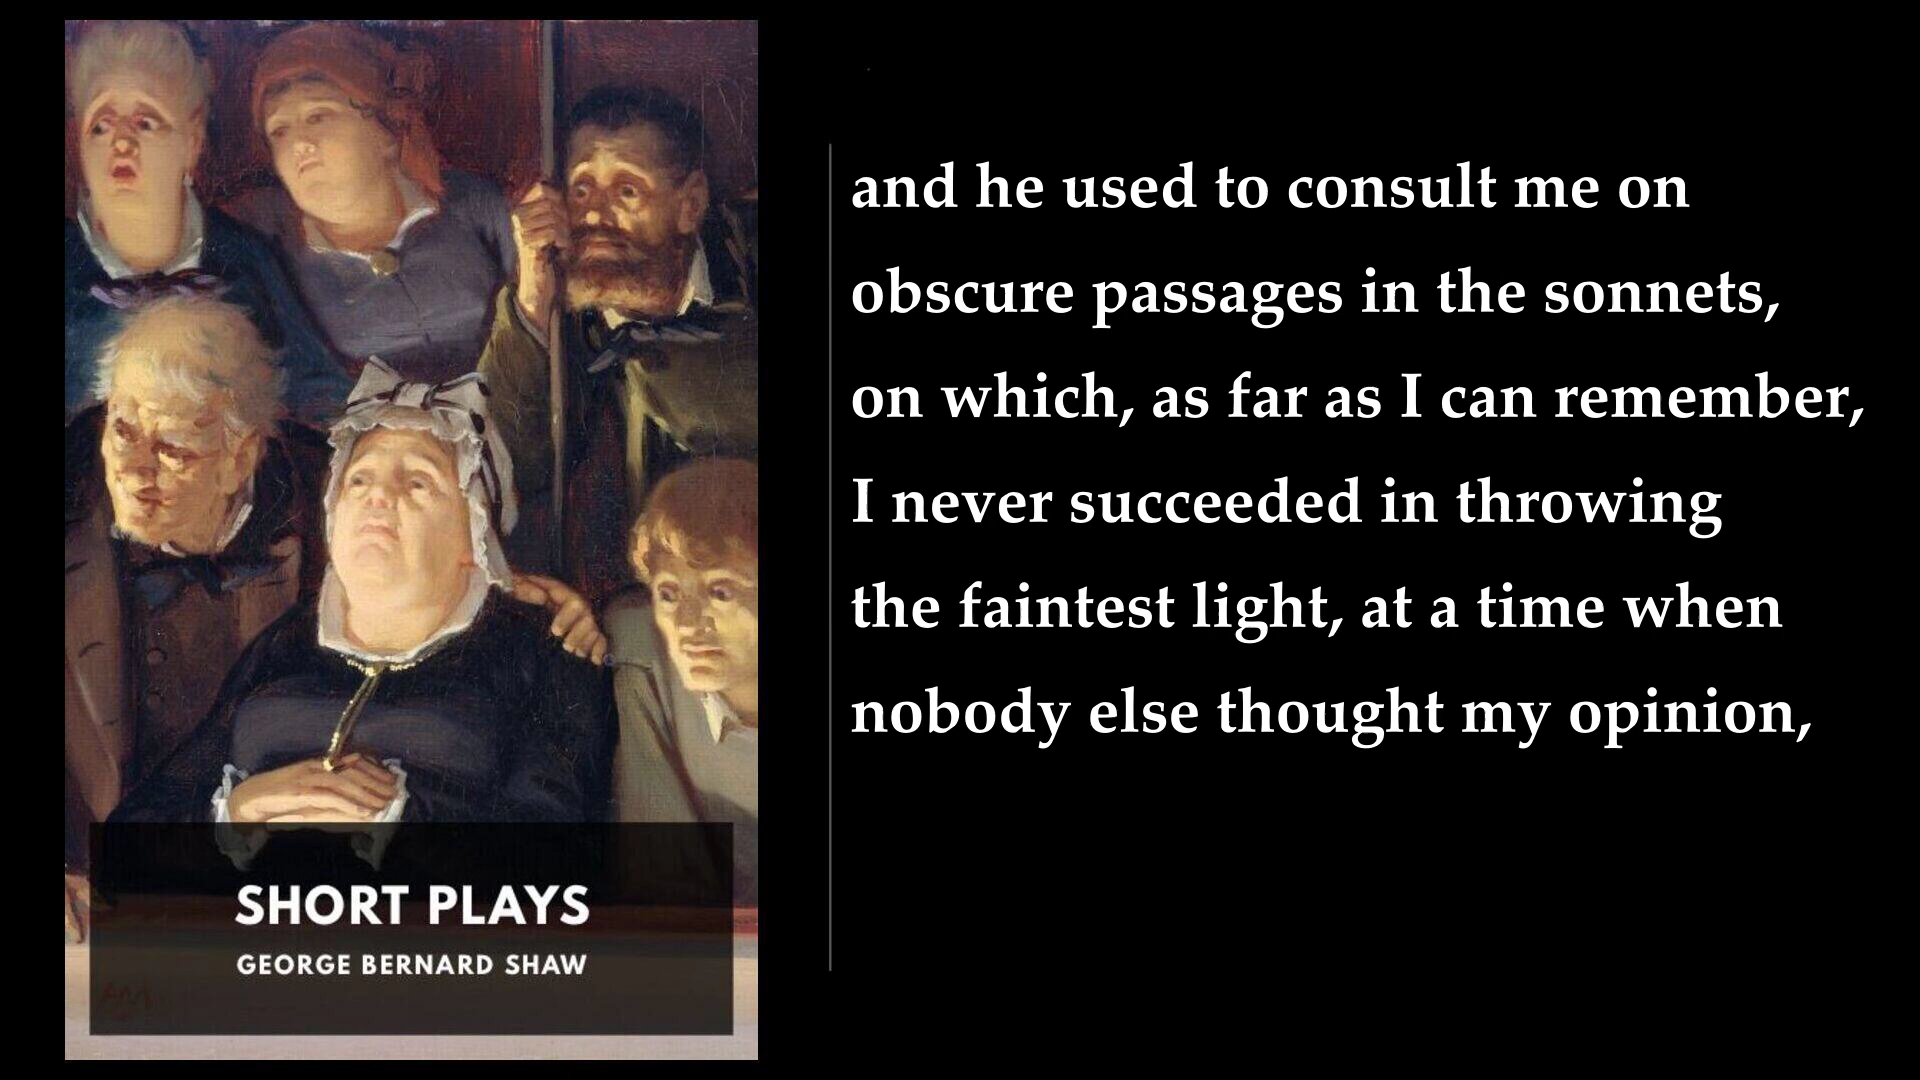 and he used to consult me on
obscure passages in the sonnets,
on which, as far as I can remember,
I never succeeded in throwing
the faintest light, at a time when
nobody else thought my opinion,
SHORT PLAYS
GEORGE BERNARD SHAW